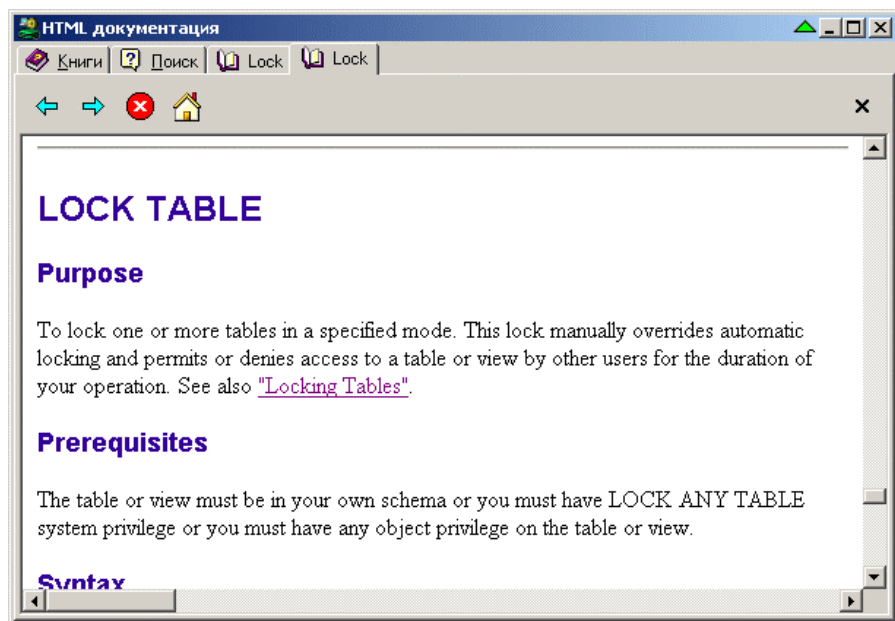 HTML документация
Книги Поиск Lock Lock
LOCK TABLE
Purpose
To lock one or more tables in a specified mode. This lock manually overrides automatic
locking and permits or denies access to a table or view by other users for the duration of
your operation. See also "Locking Tables".
Prerequisites
The table or view must be in your own schema or you must have LOCK ANY TABLE
system privilege or you must have any object privilege on the table or view.
Syntax